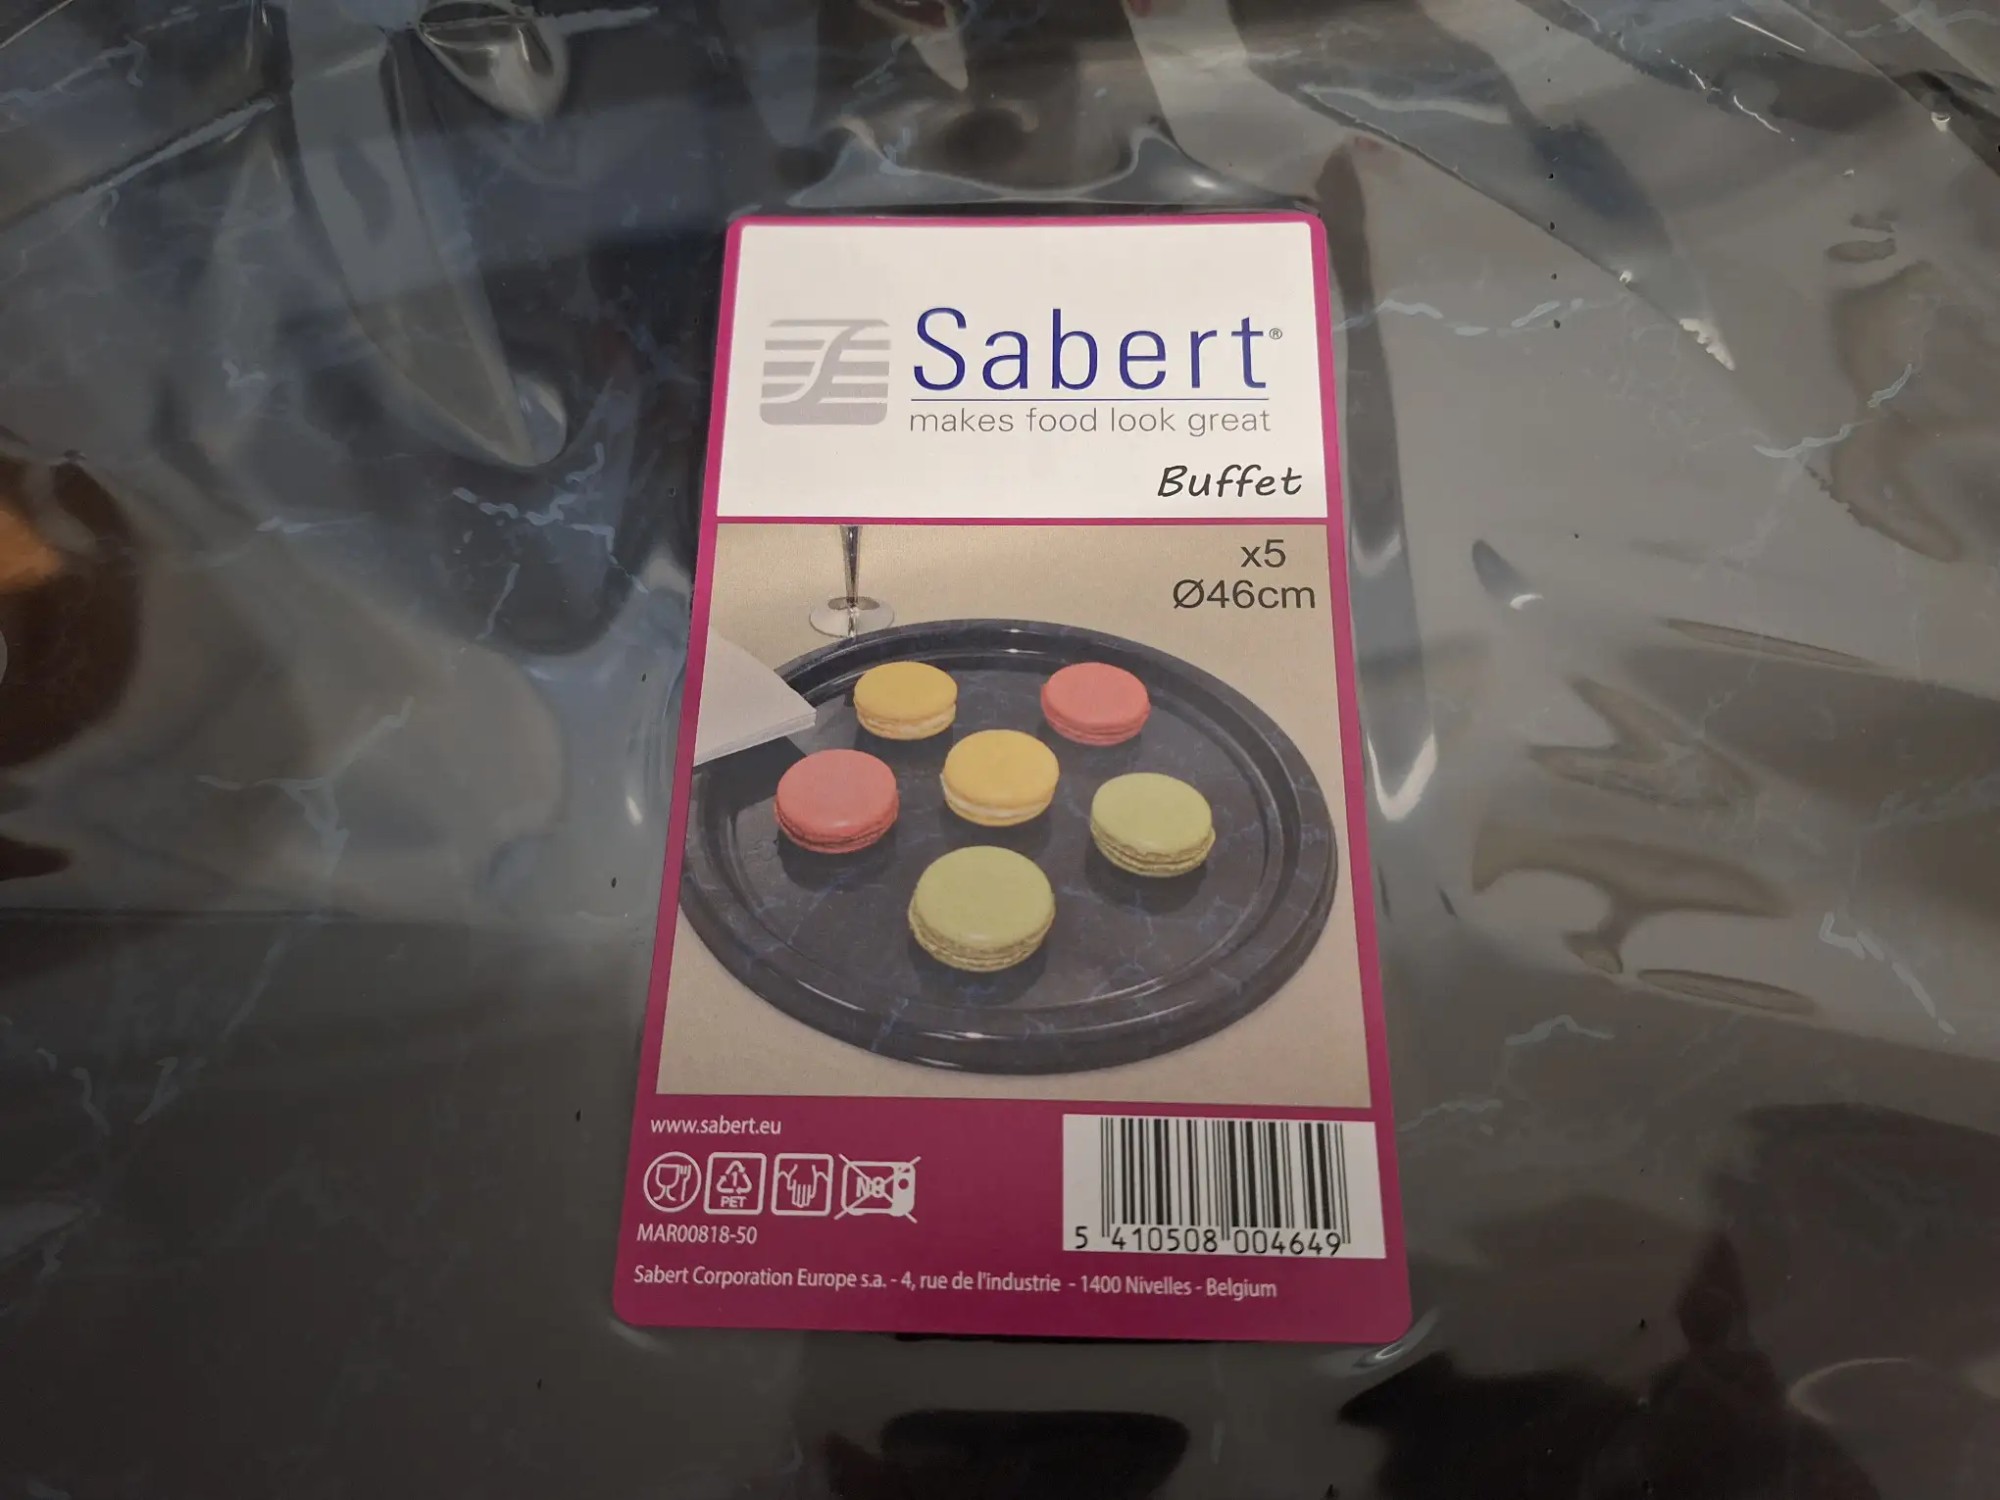 Sabert®
makes food look great
Buffet
x5
Ø46cm
www.sabert.eu
1
PET
NO
MAR00818-50
5 410508 004649
Sabert Corporation Europe s.a. - 4, rue de l'industrie - 1400 Nivelles - Belgium